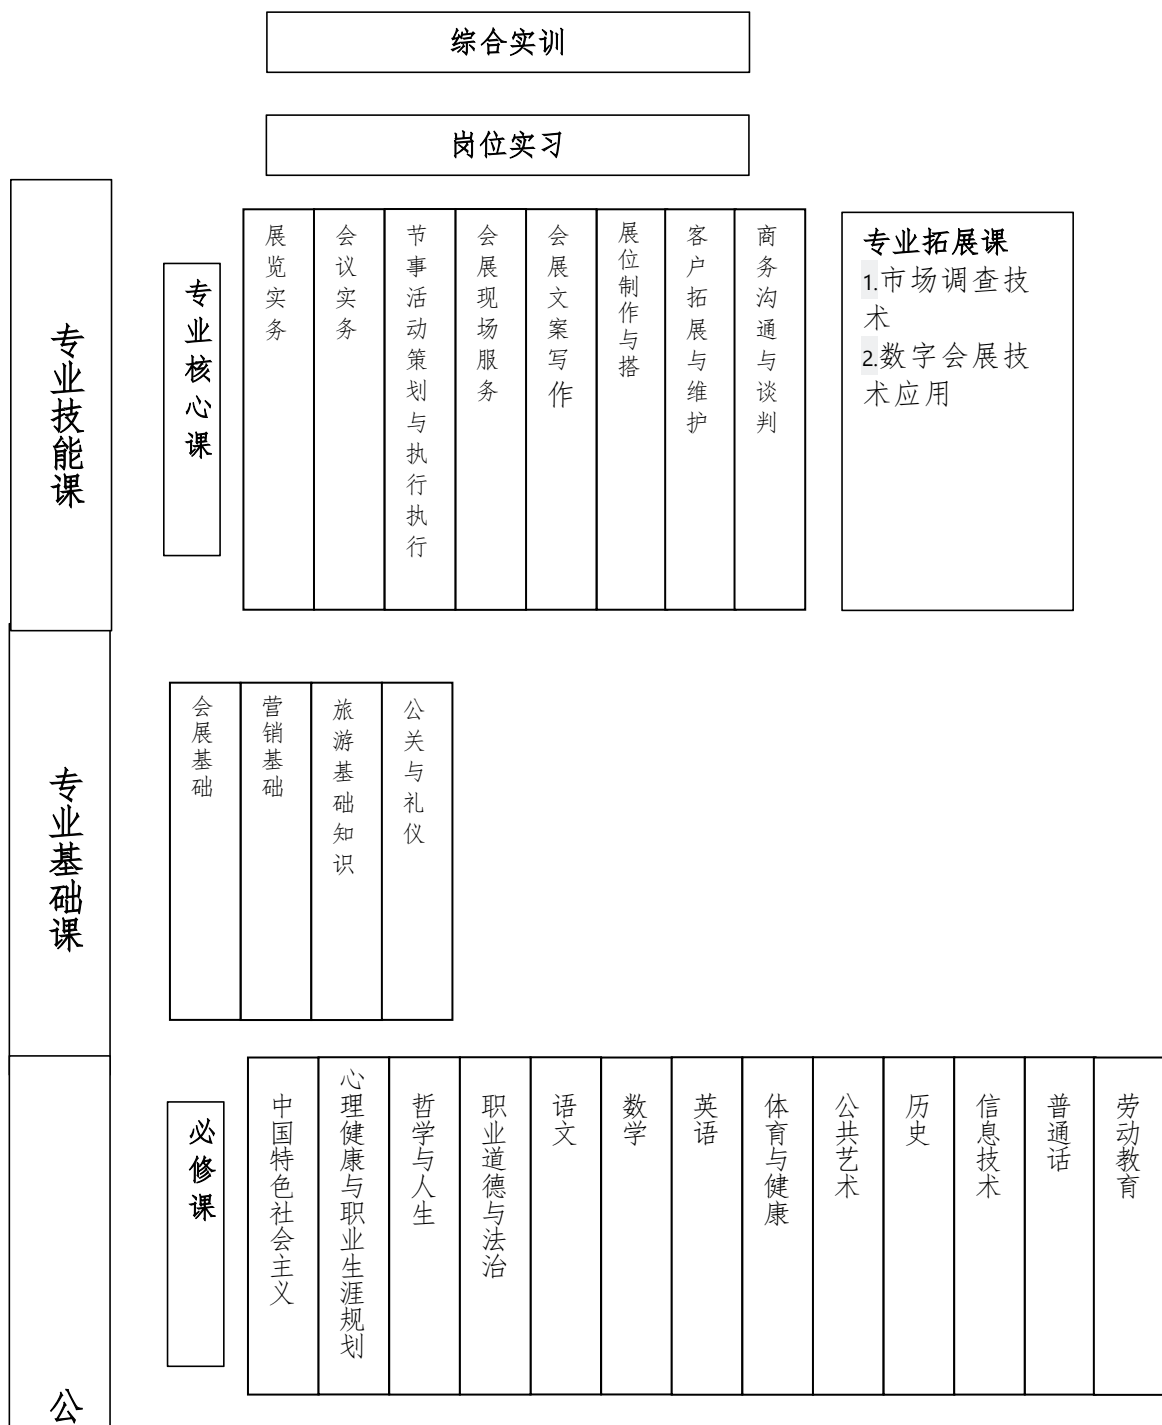 综合实训
岗位实习
专业技能课
专业核心课
展览实务
会议实务
节事活动策划与执行执行
会展现场服务
会展文案写作
展位制作与搭
客户拓展与维护
商务沟通与谈判
专业拓展课
1.市场调查技
术
2.数字会展技
术应用
专业基础课
会展基础
营销基础
旅游基础知识
公关与礼仪
公
必修课
中国特色社会主义
心理健康与职业生涯规划
哲学与人生
职业道德与法治
语文
数学
英语
体育与健康
公共艺术
历史
信息技术
普通话
劳动教育